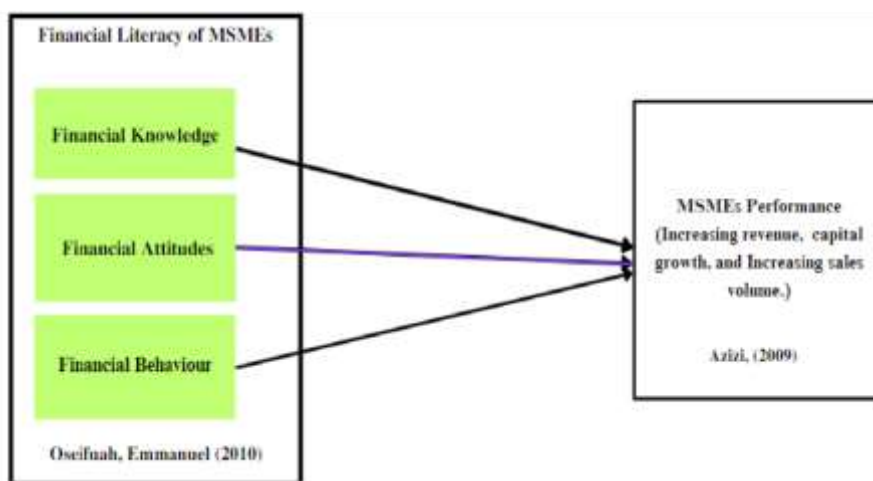 Financial Literacy of MSMEs
Financial Knowledge
Financial Attitudes
Financial Behaviour
Oseifuah, Emmanuel (2010)
MSMEs Performance
(Increasing revenue, capital
growth, and Increasing sales
volume.)
Azizi, (2009)